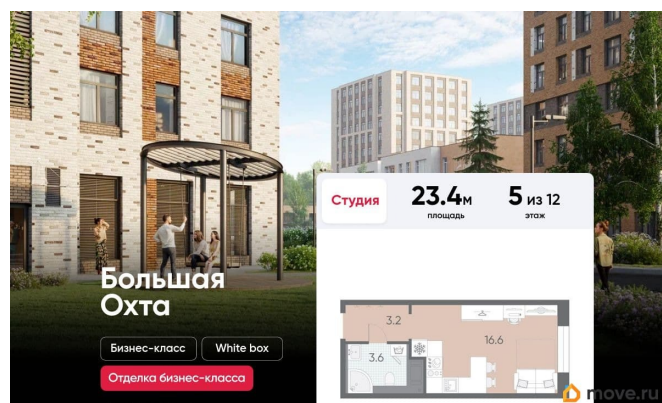 Студия
23.4м
площадь
5 из 12
этаж
Большая
Охта
Бизнес-класс
White box
Отделка бизнес-класса
3.2
16.6
3.6
move.ru